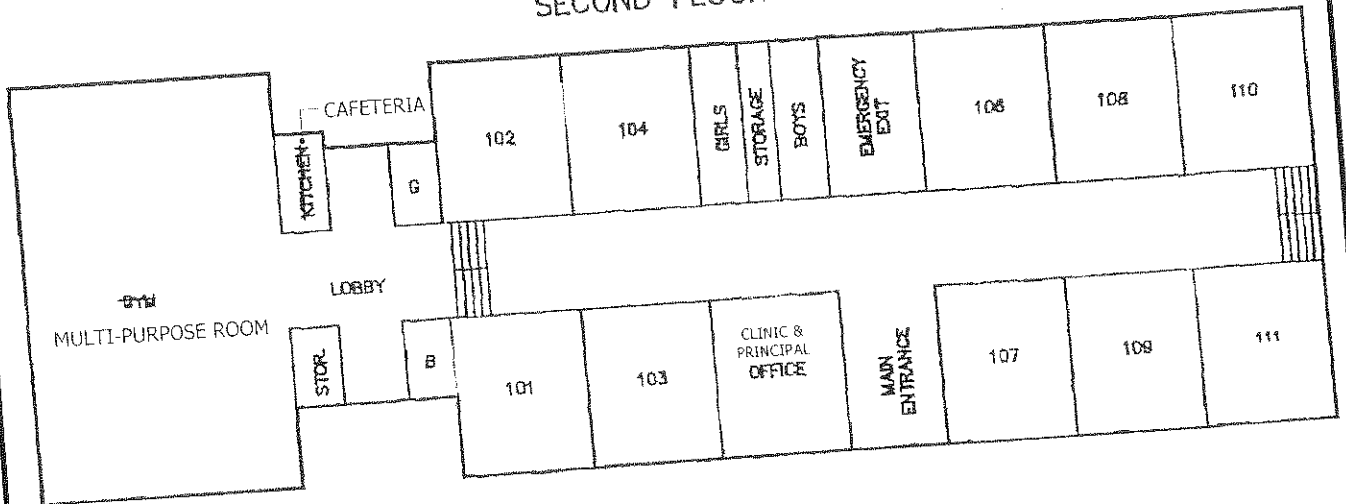 SECOND FLOOR
CAFETERIA
KITCHEN
G
102
104
GIRLS
STORAGE
BOYS
EMERGENCY
EXIT
106
108
110
GYM
MULTI-PURPOSE ROOM
LOBBY
STOR.
B
101
103
CLINIC &
PRINCIPAL
OFFICE
MAIN
ENTRANCE
107
109
111